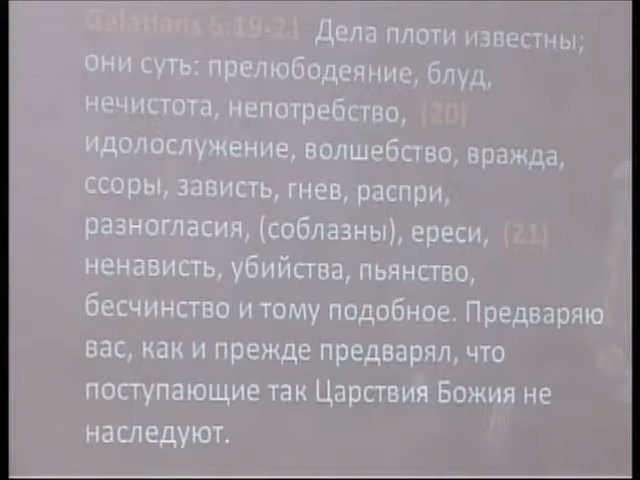 Galatians 5:19-21 Дела плоти известны;
они суть: прелюбодеяние, блуд,
нечистота, непотребство, (20)
идолослужение, волшебство, вражда,
ссоры, зависть, гнев, распри,
разногласия, (соблазны), ереси, (21)
ненависть, убийства, пьянство,
бесчинство и тому подобное. Предваряю
вас, как и прежде предварял, что
поступающие так Царствия Божия не
наследуют.